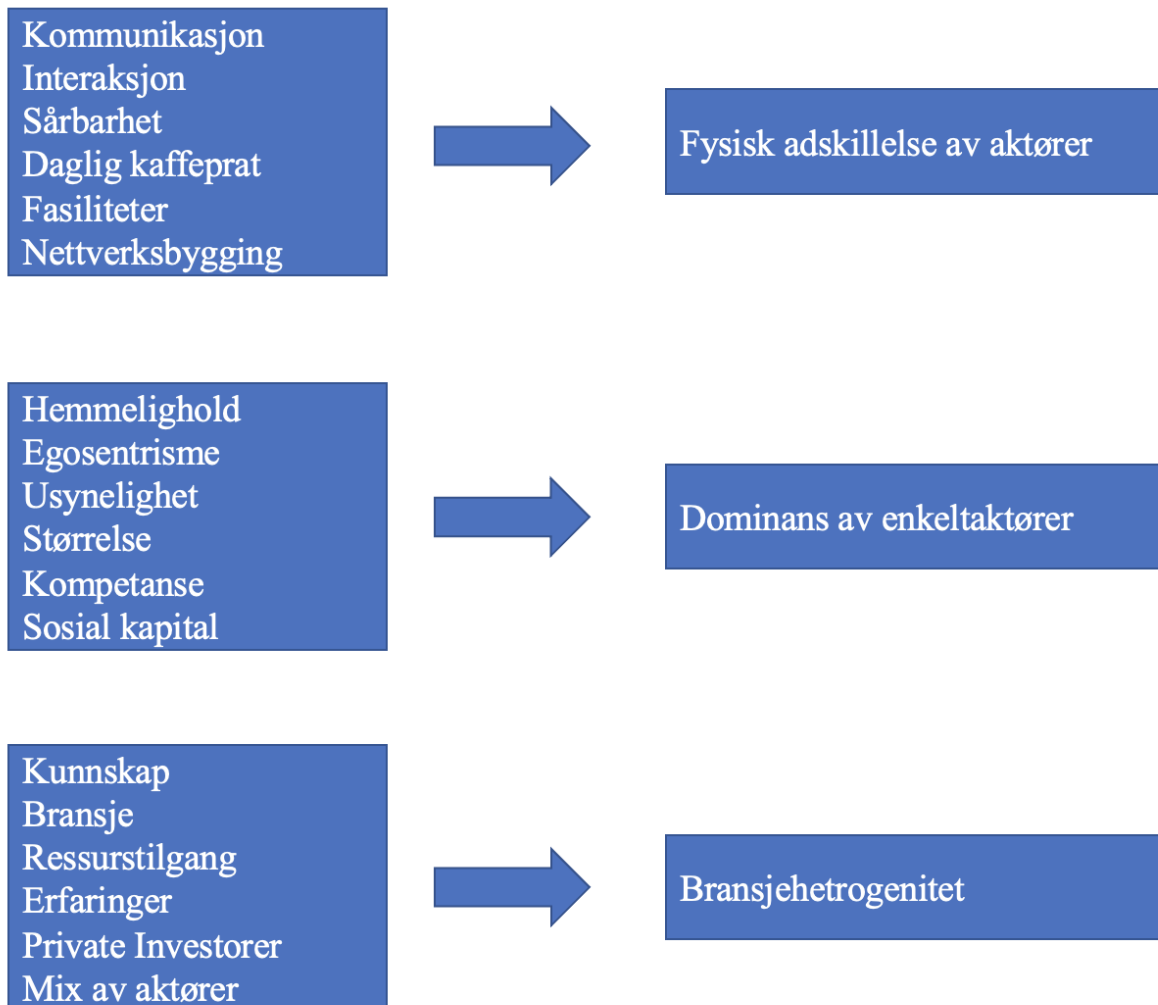 Kommunikasjon
Interaksjon
Sårbarhet
Daglig kaffeprat
Fasiliteter
Nettverksbygging
Fysisk adskillelse av aktører
Hemmelighold
Egosentrisme
Usynelighet
Størrelse
Kompetanse
Sosial kapital
Dominans av enkeltaktører
Kunnskap
Bransje
Ressurstilgang
Erfaringer
Private Investorer
Mix av aktører
Bransjehetrogenitet